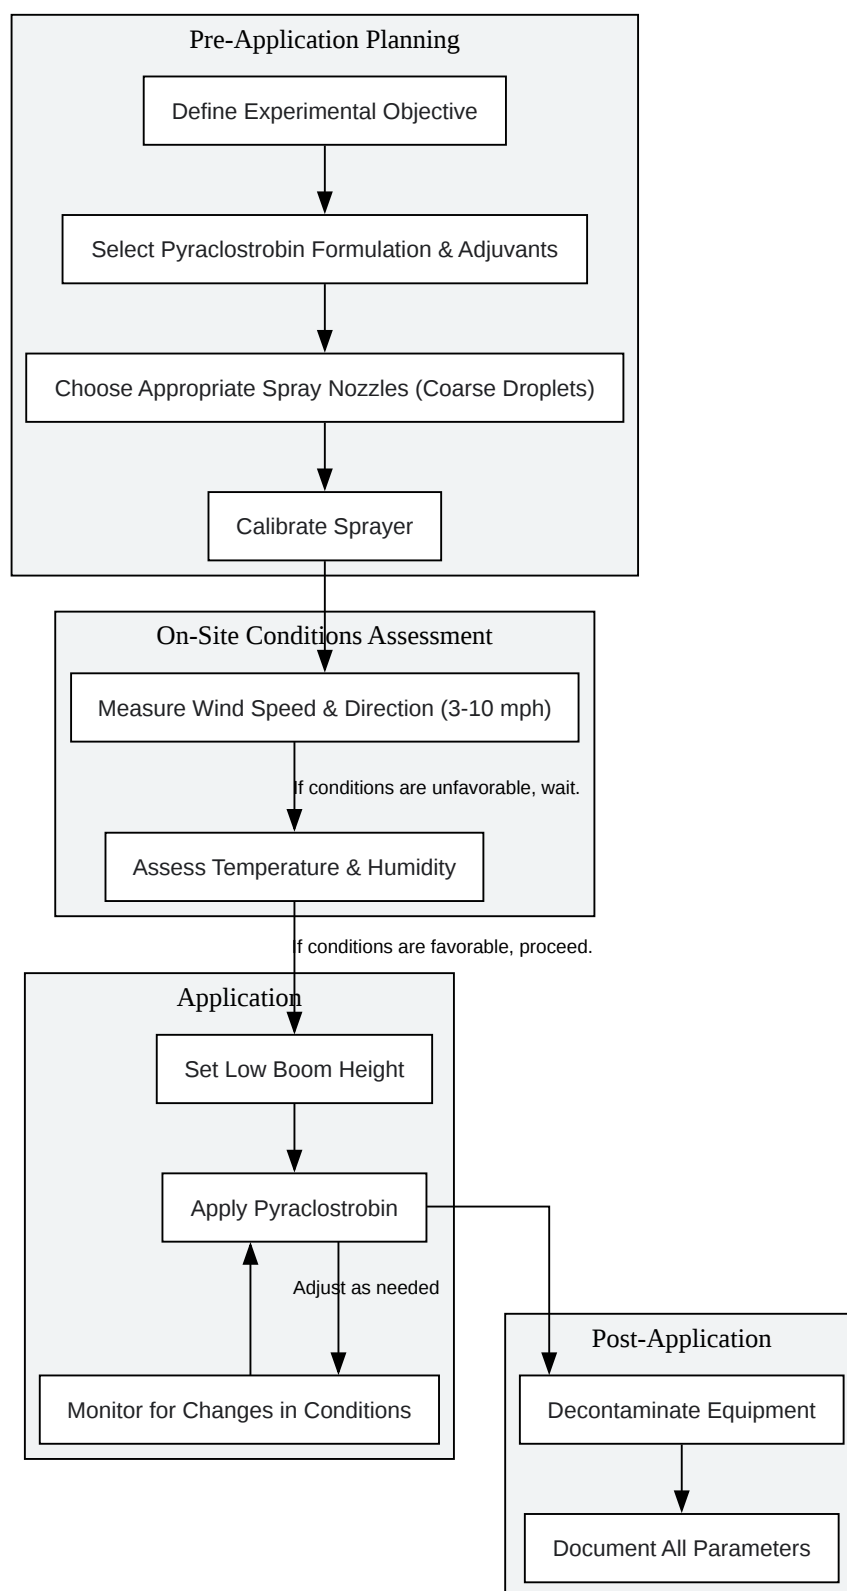 Pre-Application Planning
Define Experimental Objective
Select Pyraclostrobin Formulation & Adjuvants
Choose Appropriate Spray Nozzles (Coarse Droplets)
Calibrate Sprayer
On-Site Conditions Assessment
Measure Wind Speed & Direction (3-10 mph)
If conditions are unfavorable, wait.
Assess Temperature & Humidity
If conditions are favorable, proceed.
Application
Set Low Boom Height
Apply Pyraclostrobin
Adjust as needed
Monitor for Changes in Conditions
Post-Application
Decontaminate Equipment
Document All Parameters